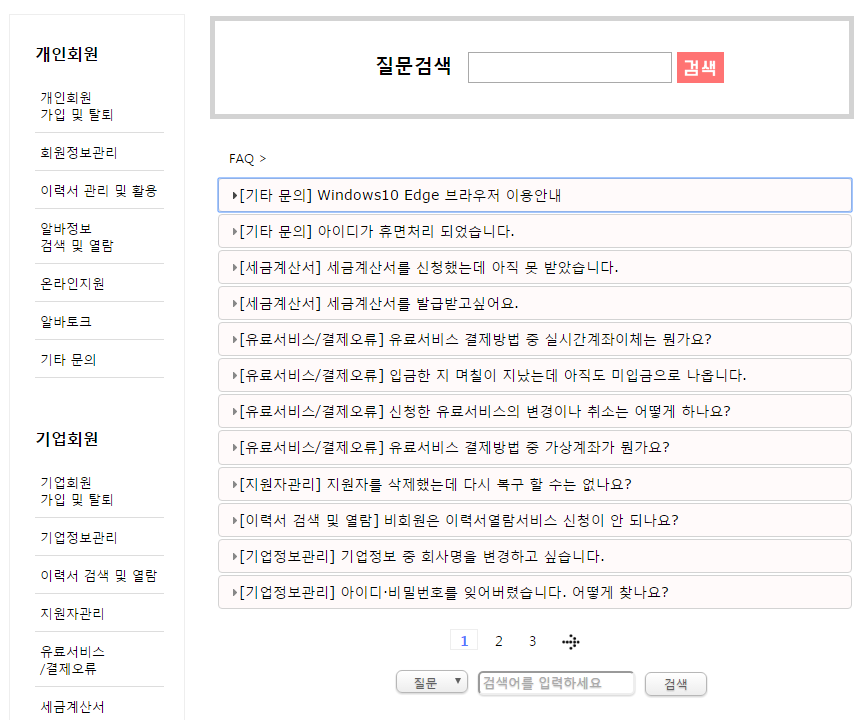 개인회원
개인회원
가입 및 탈퇴
회원정보관리
이력서 관리 및 활용
알바정보
검색 및 열람
온라인지원
알바토크
기타 문의
기업회원
기업회원
가입 및 탈퇴
기업정보관리
이력서 검색 및 열람
지원자관리
유료서비스
/결제오류
세금계산서
질문검색 검색
FAQ >
[기타 문의] Windows10 Edge 브라우저 이용안내
[기타 문의] 아이디가 휴면처리 되었습니다.
[세금계산서] 세금계산서를 신청했는데 아직 못 받았습니다.
[세금계산서] 세금계산서를 발급받고싶어요.
[유료서비스/결제오류] 유료서비스 결제방법 중 실시간계좌이체는 뭔가요?
[유료서비스/결제오류] 입금한 지 며칠이 지났는데 아직도 미입금으로 나옵니다.
[유료서비스/결제오류] 신청한 유료서비스의 변경이나 취소는 어떻게 하나요?
[유료서비스/결제오류] 유료서비스 결제방법 중 가상계좌가 뭔가요?
[지원자관리] 지원자를 삭제했는데 다시 복구 할 수는 없나요?
[이력서 검색 및 열람] 비회원은 이력서열람서비스 신청이 안 되나요?
[기업정보관리] 기업정보 중 회사명을 변경하고 싶습니다.
[기업정보관리] 아이디·비밀번호를 잊어버렸습니다. 어떻게 찾나요?
1 2 3
질문 검색어를 입력하세요 검색